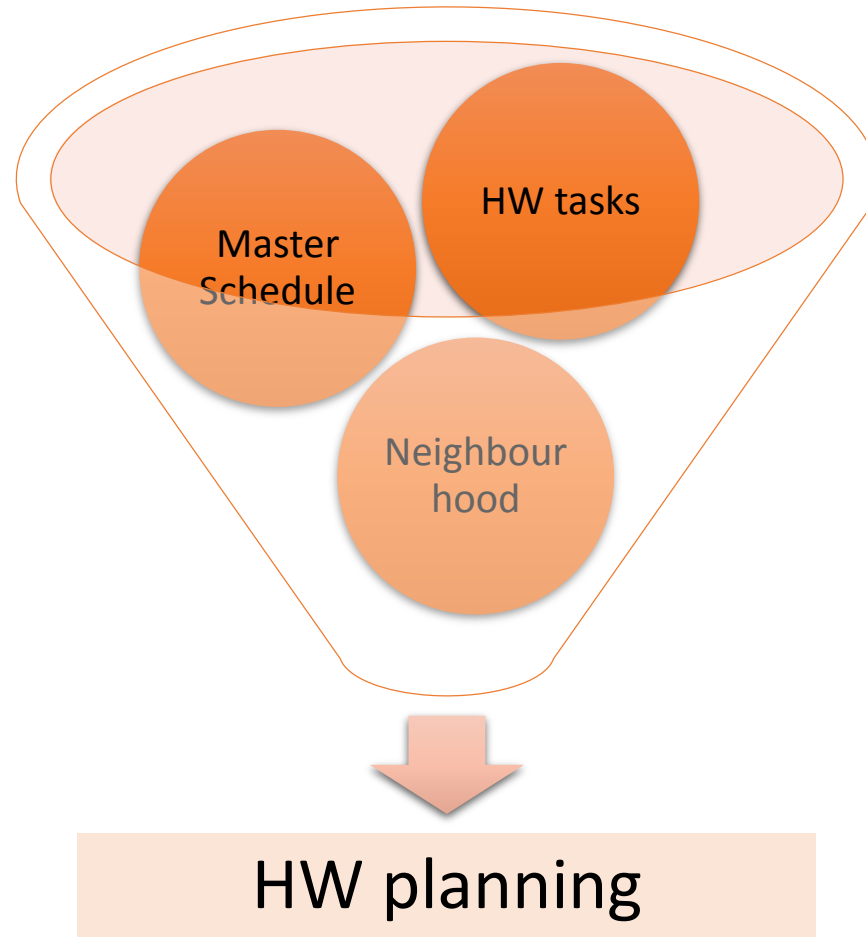 HW tasks
Master
Schedule
Neighbour
hood
HW planning